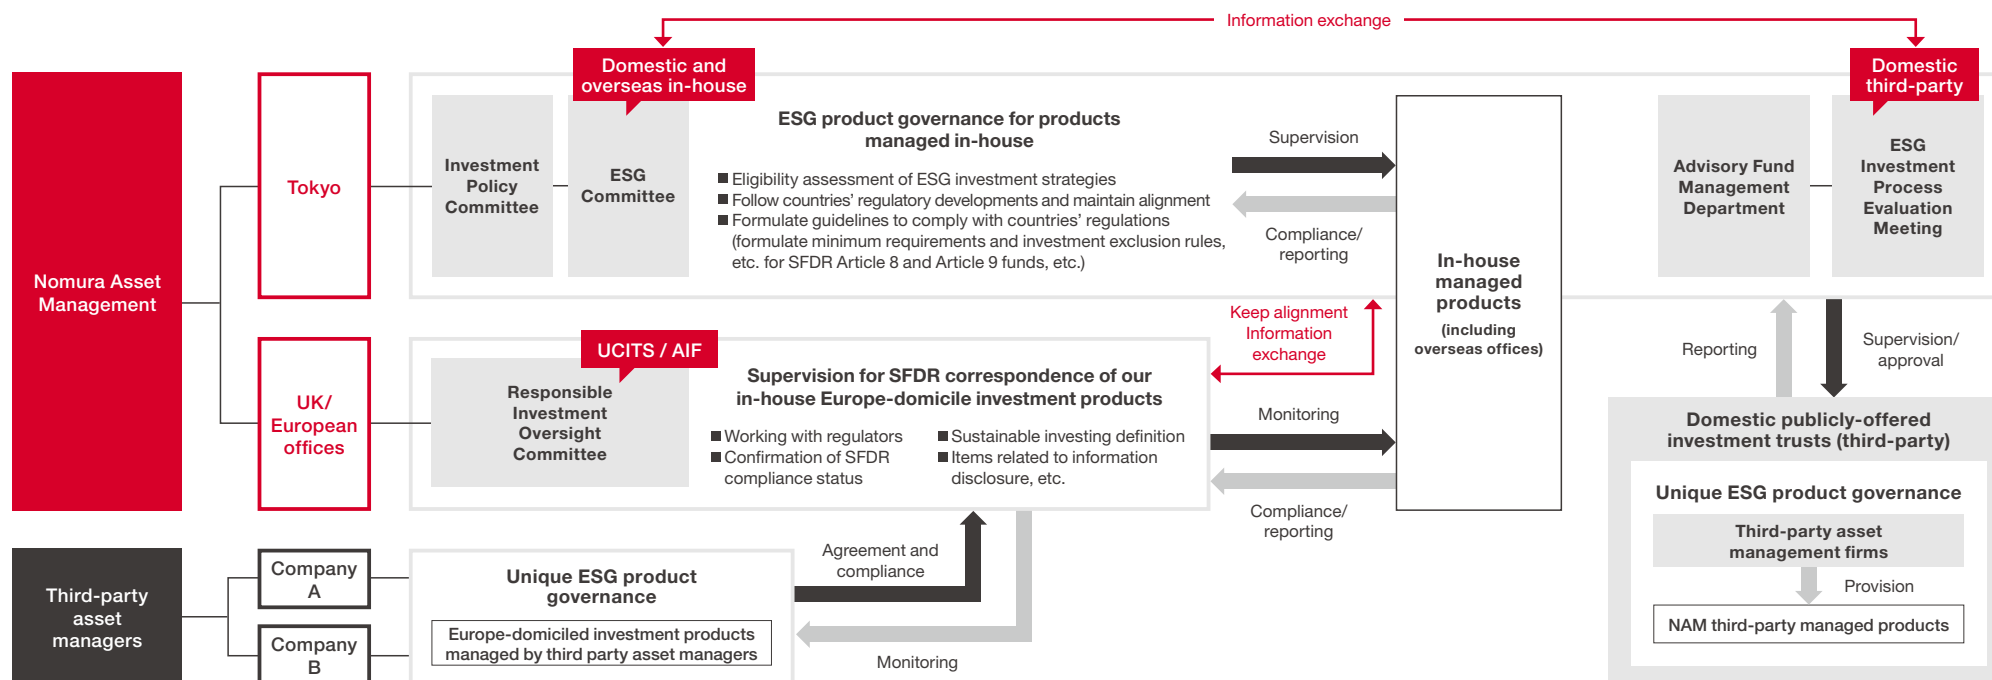 Information exchange
Domestic and
overseas in-house
Domestic
third-party
Nomura Asset
Management
Tokyo
Investment
Policy
Committee
ESG
Committee
ESG product governance for products
managed in-house
■ Eligibility assessment of ESG investment strategies
■ Follow countries’ regulatory developments and maintain alignment
■ Formulate guidelines to comply with countries’ regulations
(formulate minimum requirements and investment exclusion rules,
etc. for SFDR Article 8 and Article 9 funds, etc.)
Supervision
Compliance/
reporting
In-house
managed
products
(including
overseas offices)
Advisory Fund
Management
Department
ESG
Investment
Process
Evaluation
Meeting
Keep alignment
Information
exchange
UK/
European
offices
UCITS / AIF
Responsible
Investment
Oversight
Committee
Supervision for SFDR correspondence of our
in-house Europe-domicile investment products
■ Working with regulators
■ Confirmation of SFDR
compliance status
■ Sustainable investing definition
■ Items related to information
disclosure, etc.
Monitoring
Compliance/
reporting
Reporting
Supervision/
approval
Domestic publicly-offered
investment trusts (third-party)
Unique ESG product governance
Third-party asset
management firms
Provision
NAM third-party managed products
Third-party
asset
managers
Company
A
Company
B
Unique ESG product
governance
Europe-domiciled investment products
managed by third party asset managers
Agreement and
compliance
Monitoring